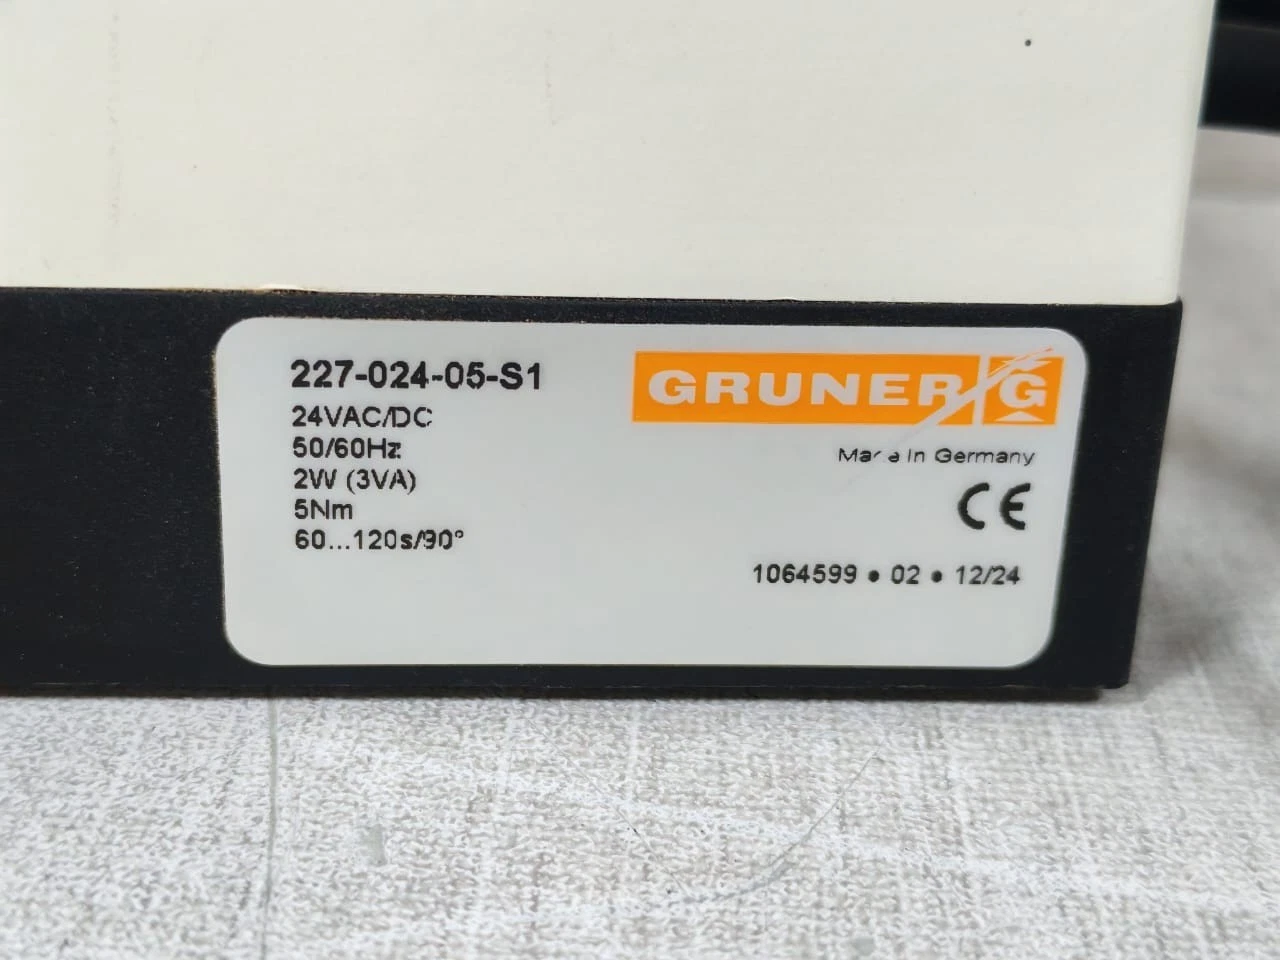 227-024-05-S1
24VAC/DC
50/60Hz
2W (3VA)
5Nm
60...120s/90°
GRUNER G
Made in Germany
CE
1064599 • 02 • 12/24